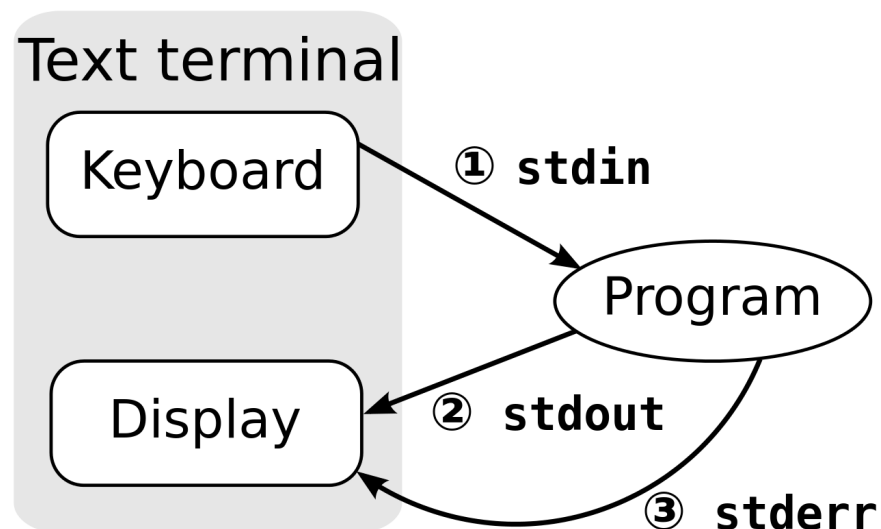 Text terminal
Keyboard
① stdin
Program
Display
② stdout
③ stderr